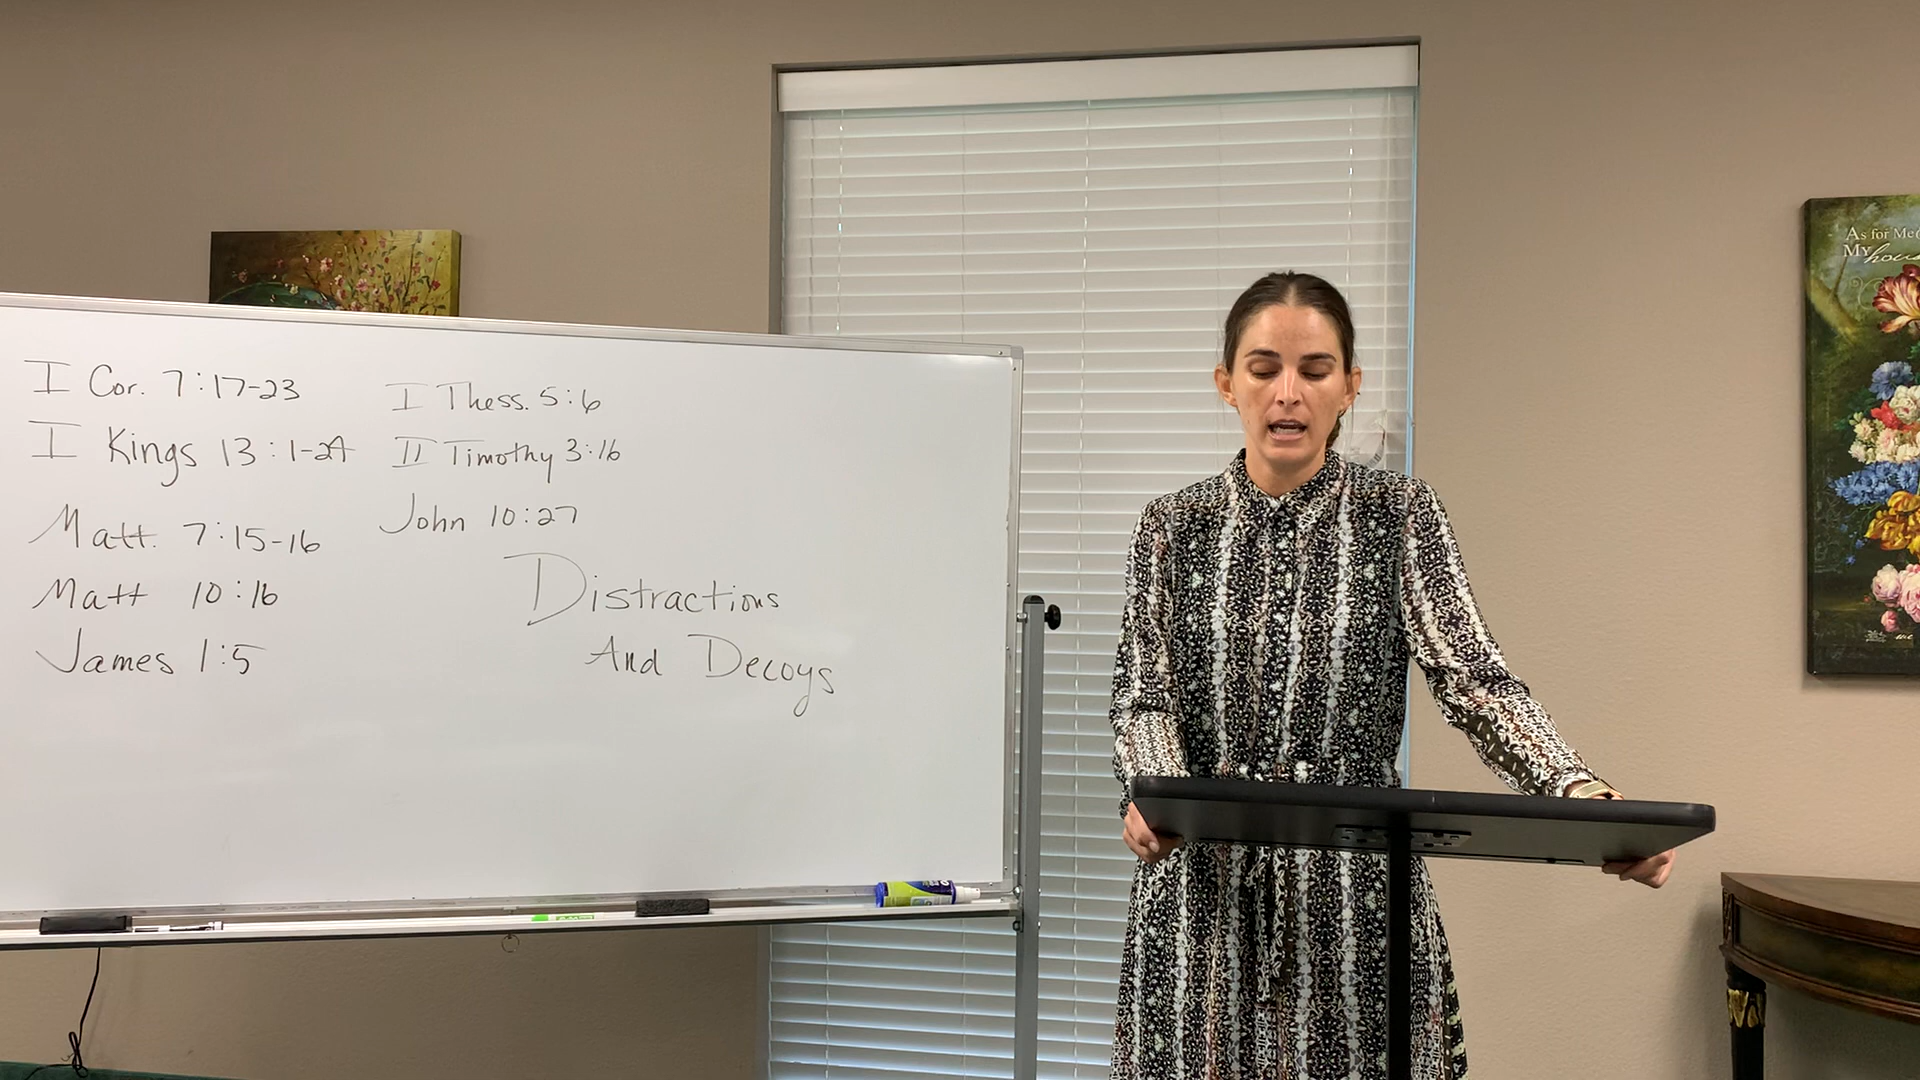 I Cor. 7:17-23
I Kings 13:1-24
Matt. 7:15-16
Matt 10:16
James 1:5
I Thess. 5:6
II Timothy 3:16
John 10:27
Distractions
And Decoys
As for Me
My hous